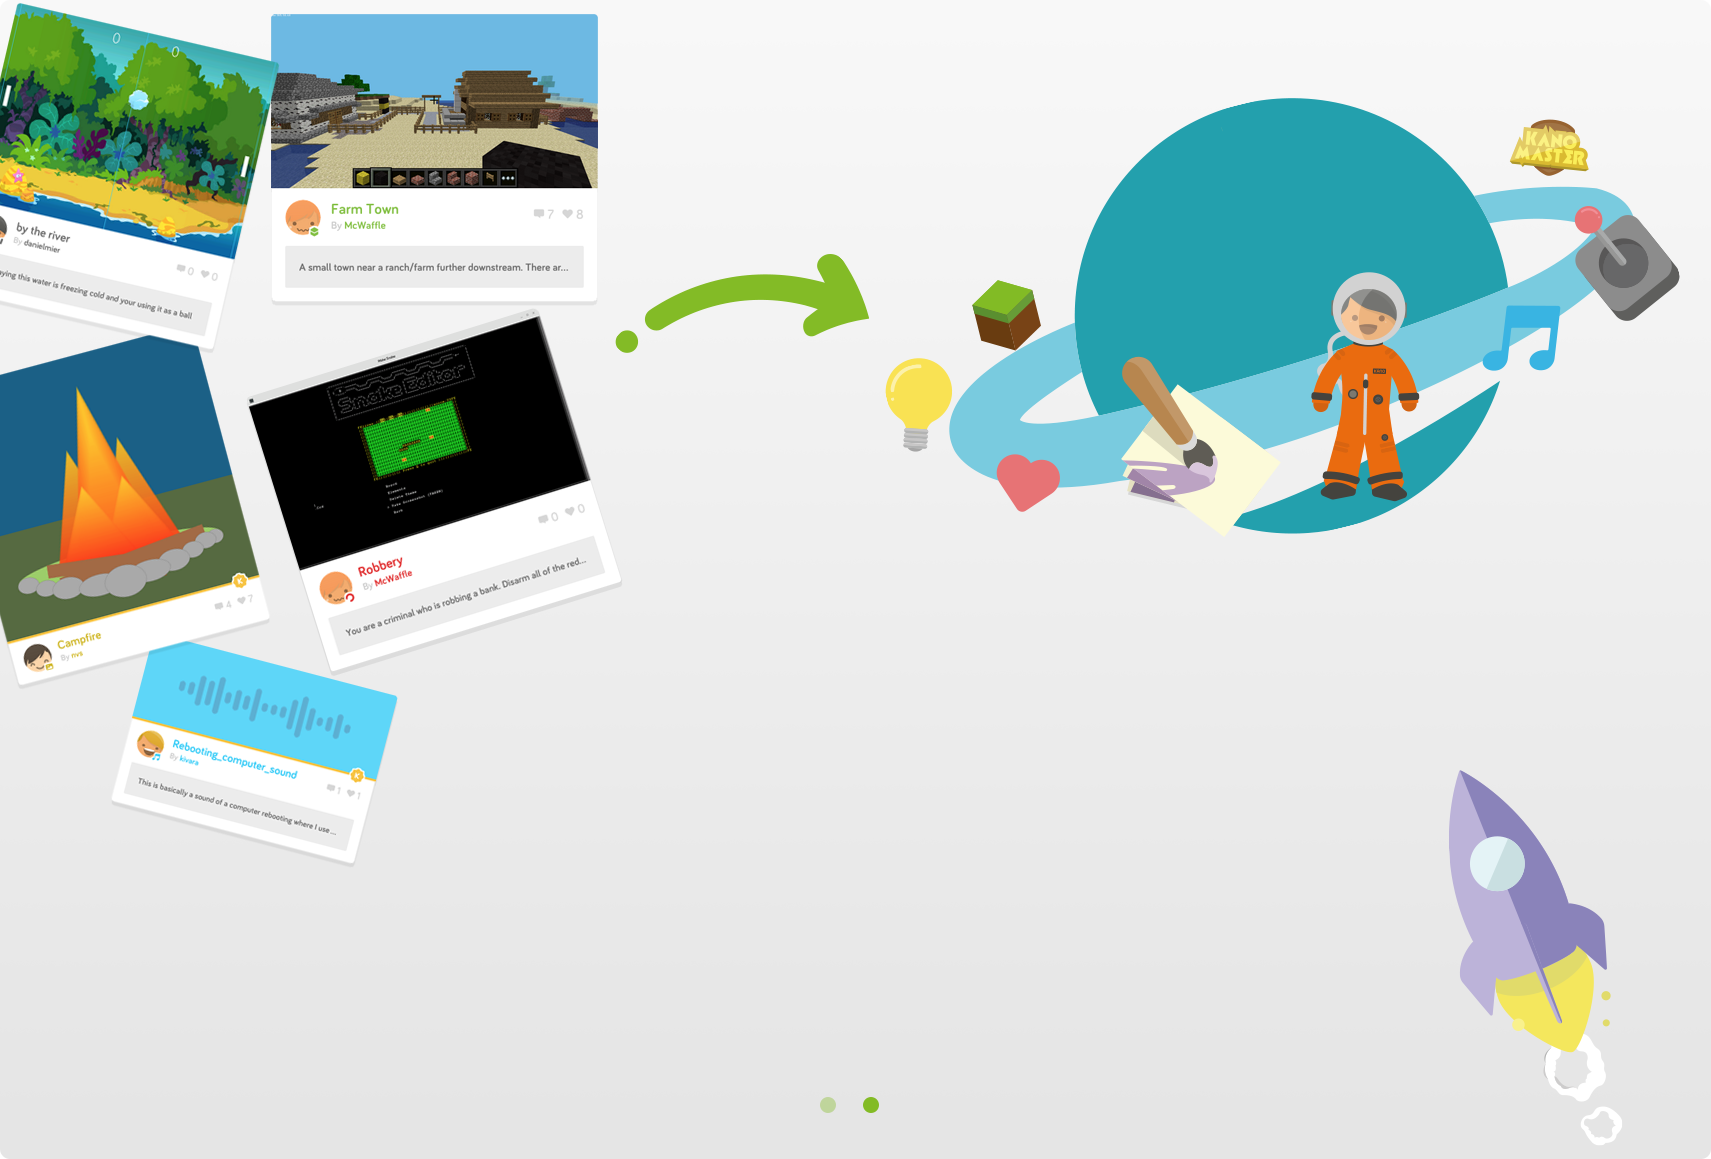 0 0
by the river
By danielmier
0 0
ying this water is freezing cold and your using it as a ball
Farm Town
By McWaffle
7 8
A small town near a ranch/farm further downstream. There ar...
KANO
MASTER
KANO
Snake Editor
Robbery
By McWaffle
0 0
You are a criminal who is robbing a bank. Disarm all of the red...
Campfire
By nvs
4 7
Rebooting_computer_sound
By kivara
1 1
This is basically a sound of a computer rebooting where I use...